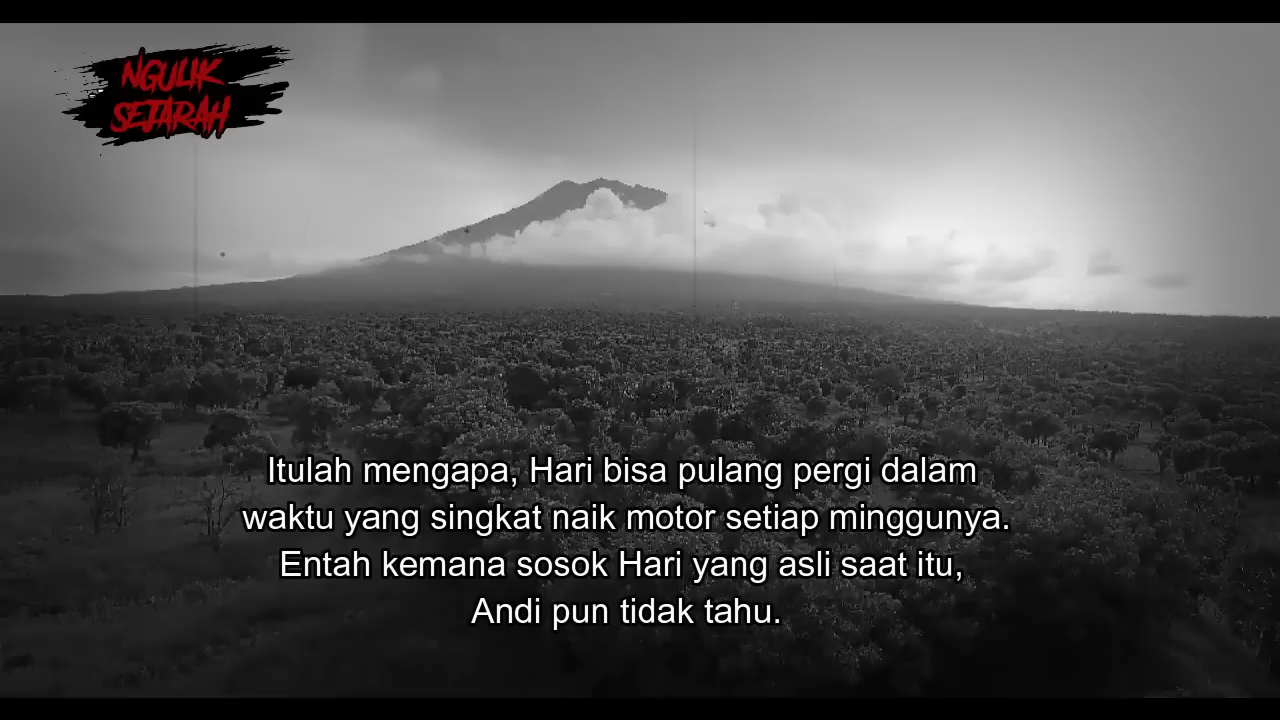 NGULIK
SEJARAH
Itulah mengapa, Hari bisa pulang pergi dalam
waktu yang singkat naik motor setiap minggunya.
Entah kemana sosok Hari yang asli saat itu,
Andi pun tidak tahu.